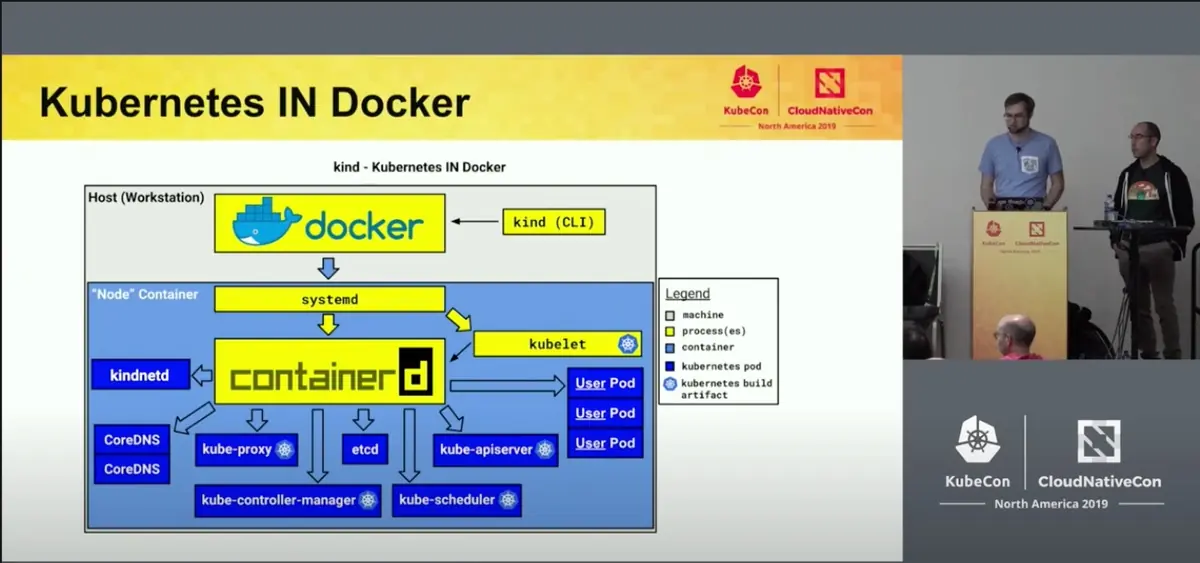 Kubernetes IN Docker
KubeCon
CloudNativeCon
North America 2019
kind - Kubernetes IN Docker
Host (Workstation)
docker
kind (CLI)
"Node" Container
systemd
kubelet
containerd
kindnetd
User Pod
User Pod
User Pod
CoreDNS
CoreDNS
kube-proxy
etcd
kube-apiserver
kube-controller-manager
kube-scheduler
Legend
machine
process(es)
container
kubernetes pod
kubernetes build
artifact
KubeCon
CloudNativeCon
KubeCon
CloudNativeCon
North America 2019